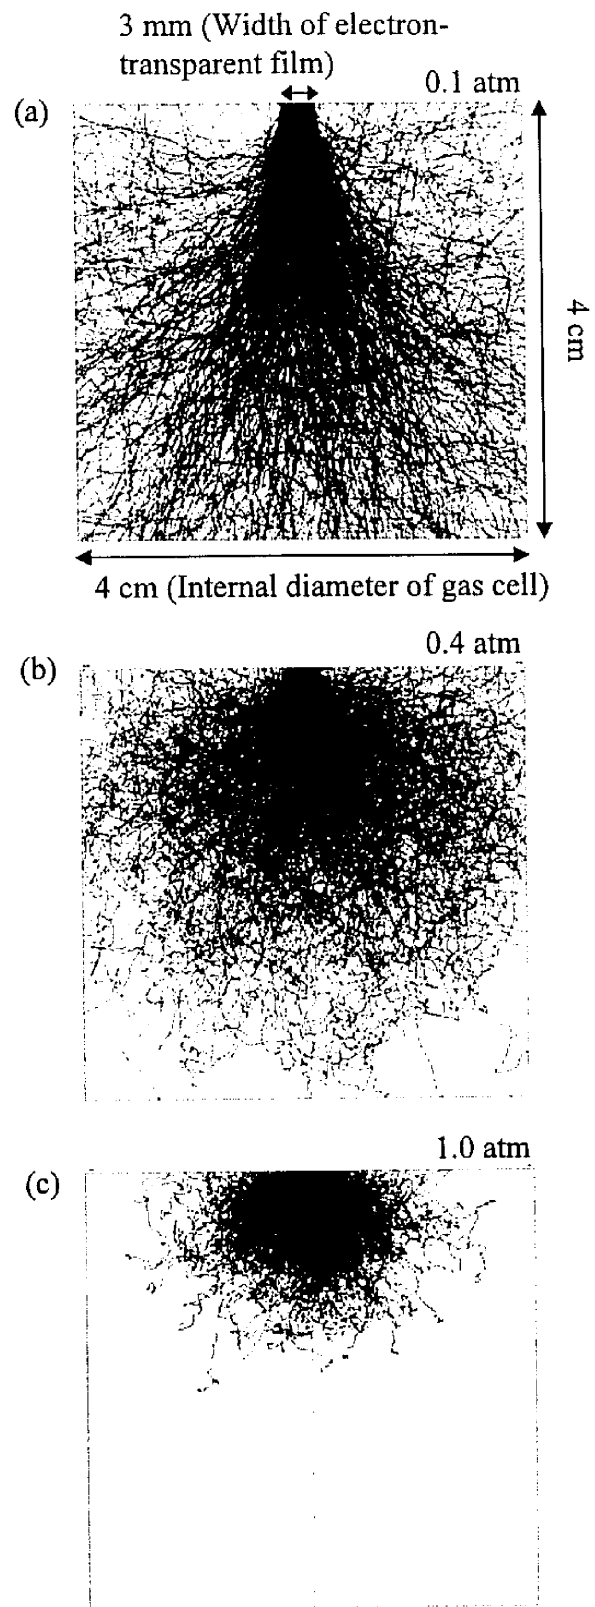 3 mm (Width of electron-
transparent film)
0.1 atm
(a)
4 cm
4 cm (Internal diameter of gas cell)
0.4 atm
(b)
1.0 atm
(c)